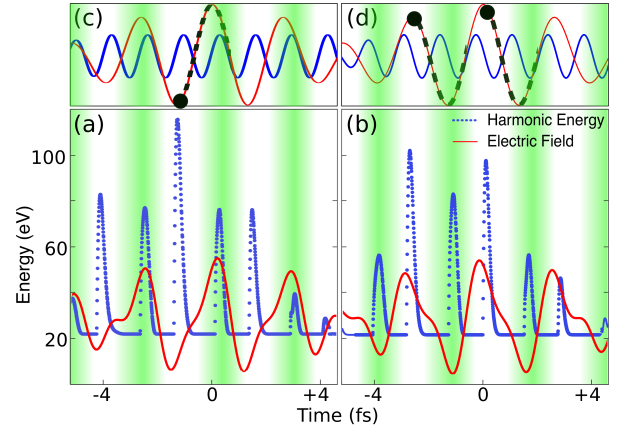 (c)
(d)
(a)
(b)
Harmonic Energy
Electric Field
100
60
20
Energy (eV)
-4
0
+4
-4
0
+4
Time (fs)